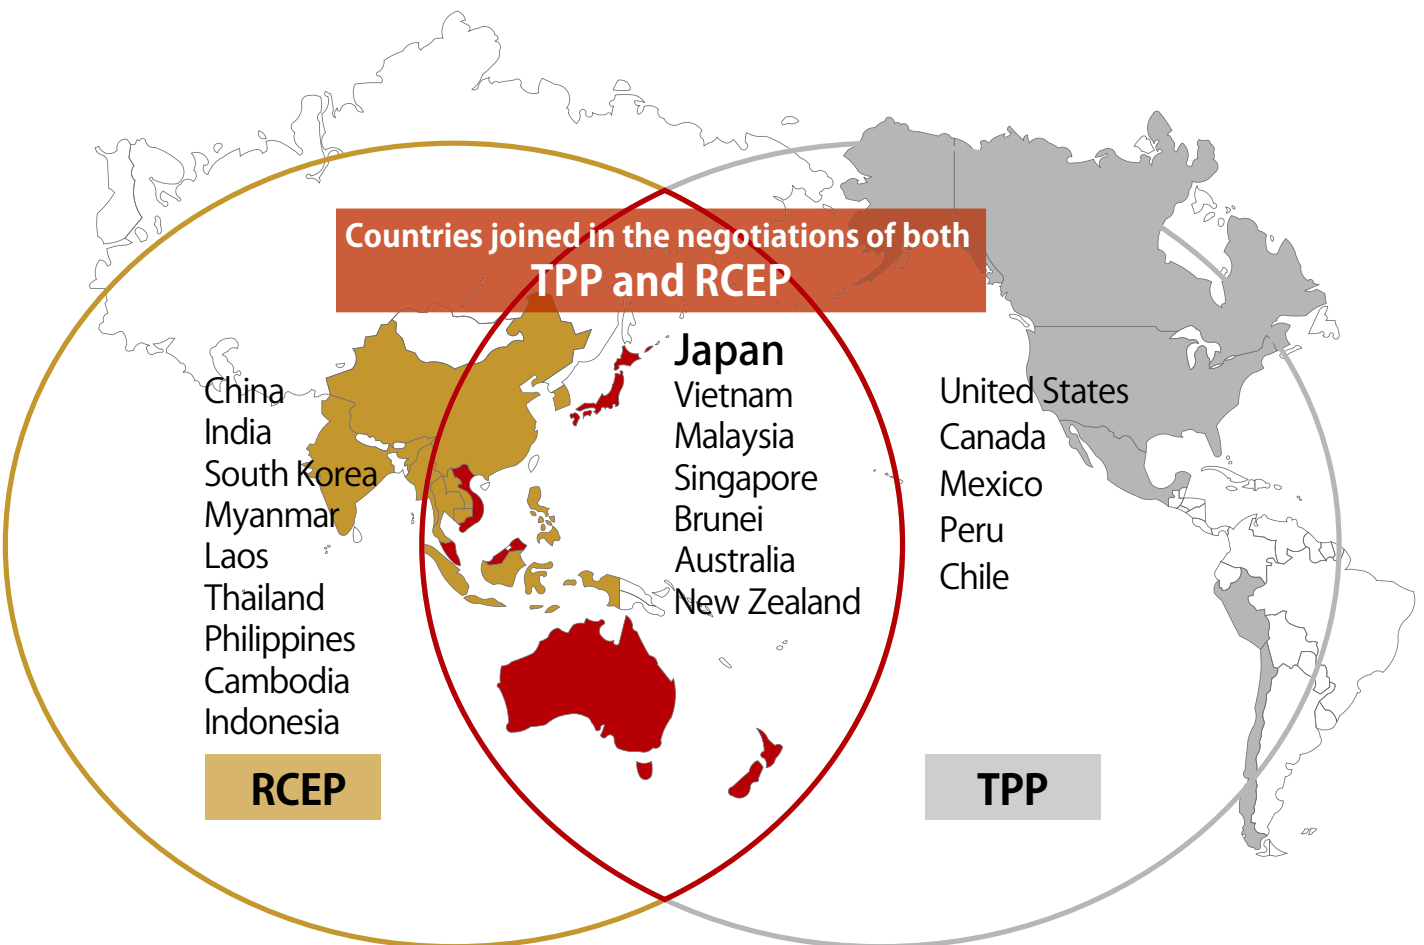 Countries joined in the negotiations of both
TPP and RCEP
China
India
South Korea
Myanmar
Laos
Thailand
Philippines
Cambodia
Indonesia
RCEP
Japan
Vietnam
Malaysia
Singapore
Brunei
Australia
New Zealand
United States
Canada
Mexico
Peru
Chile
TPP